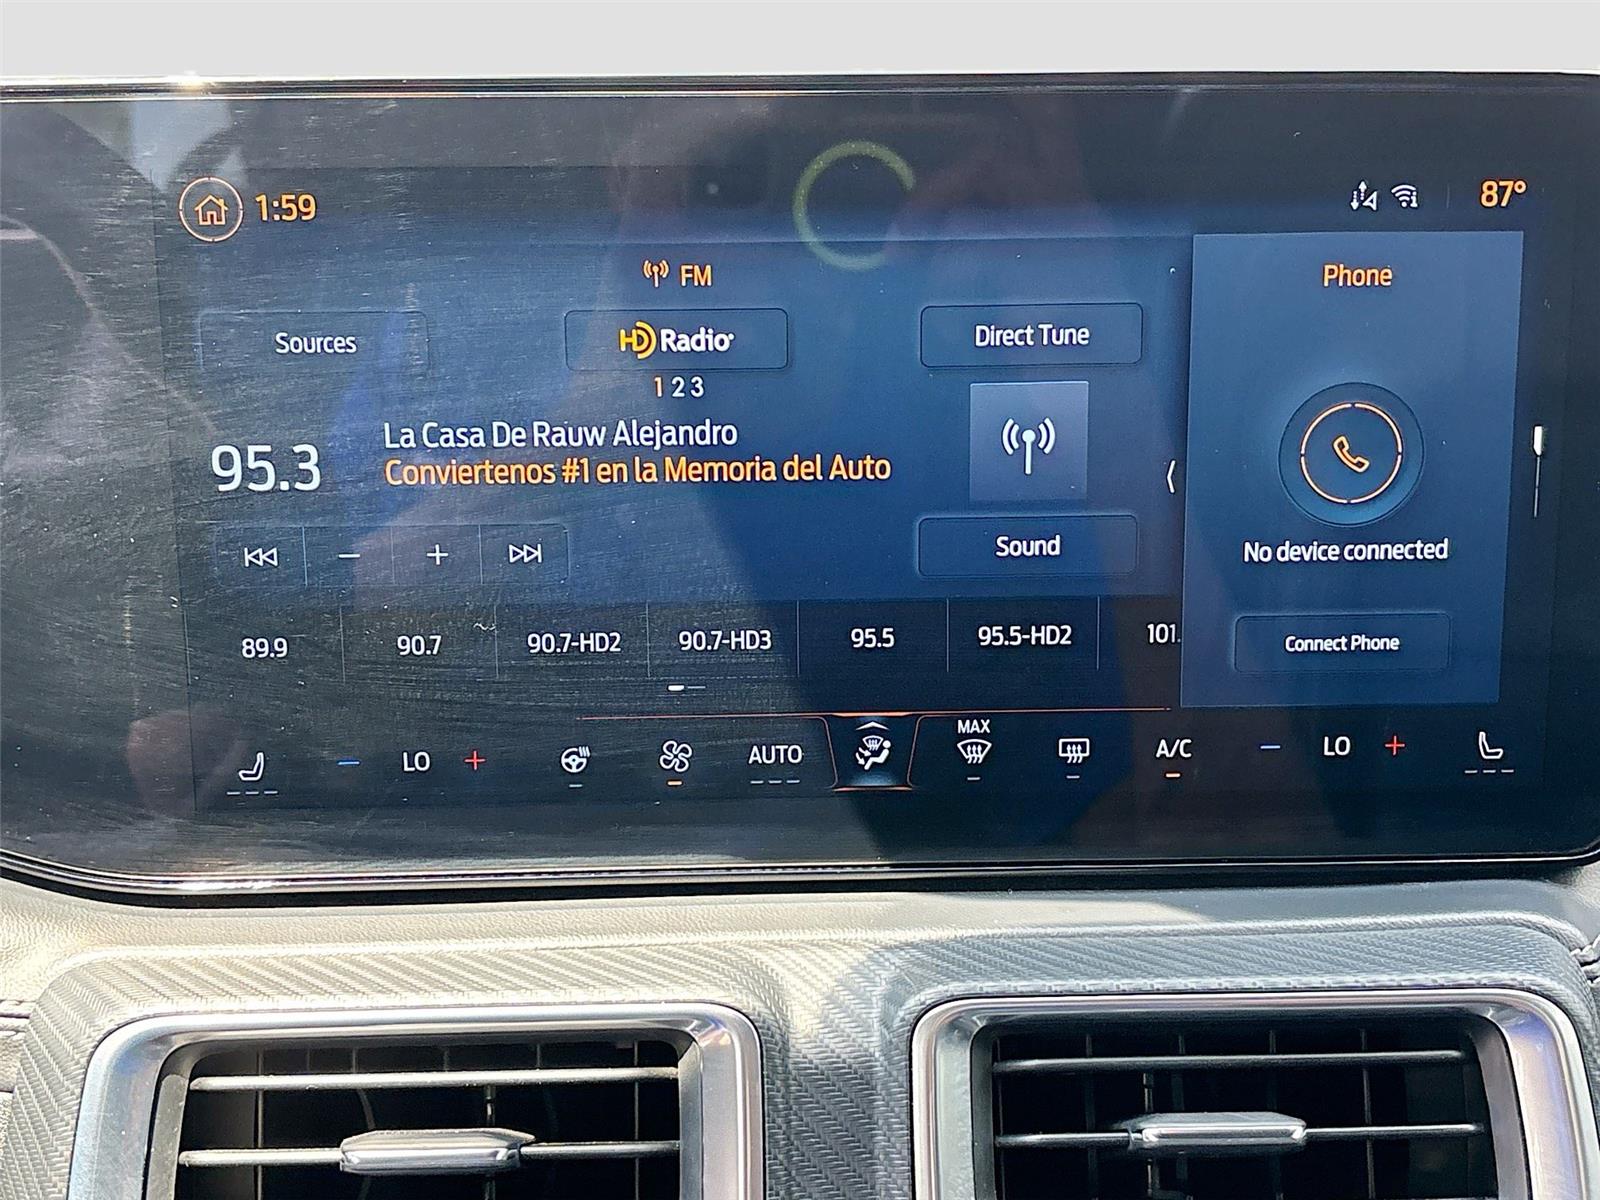 1:59
87°
FM
Phone
Sources
HD Radio
Direct Tune
1 2 3
95.3
La Casa De Rauw Alejandro
Conviertenos #1 en la Memoria del Auto
Sound
No device connected
89.9 90.7 90.7-HD2 90.7-HD3 95.5 95.5-HD2 101.
Connect Phone
MAX
LO AUTO A/C LO